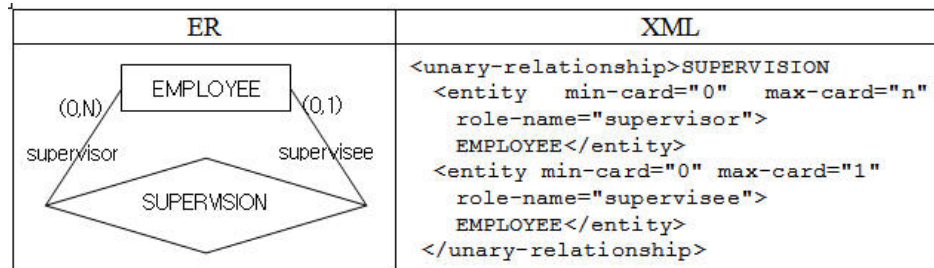 ER
XML
EMPLOYEE
(0,N)
(0,1)
supervisor
supervisee
SUPERVISION
<unary-relationship>SUPERVISION
<entity min-card="0" max-card="n"
role-name="supervisor">
EMPLOYEE</entity>
<entity min-card="0" max-card="1"
role-name="supervisee">
EMPLOYEE</entity>
</unary-relationship>